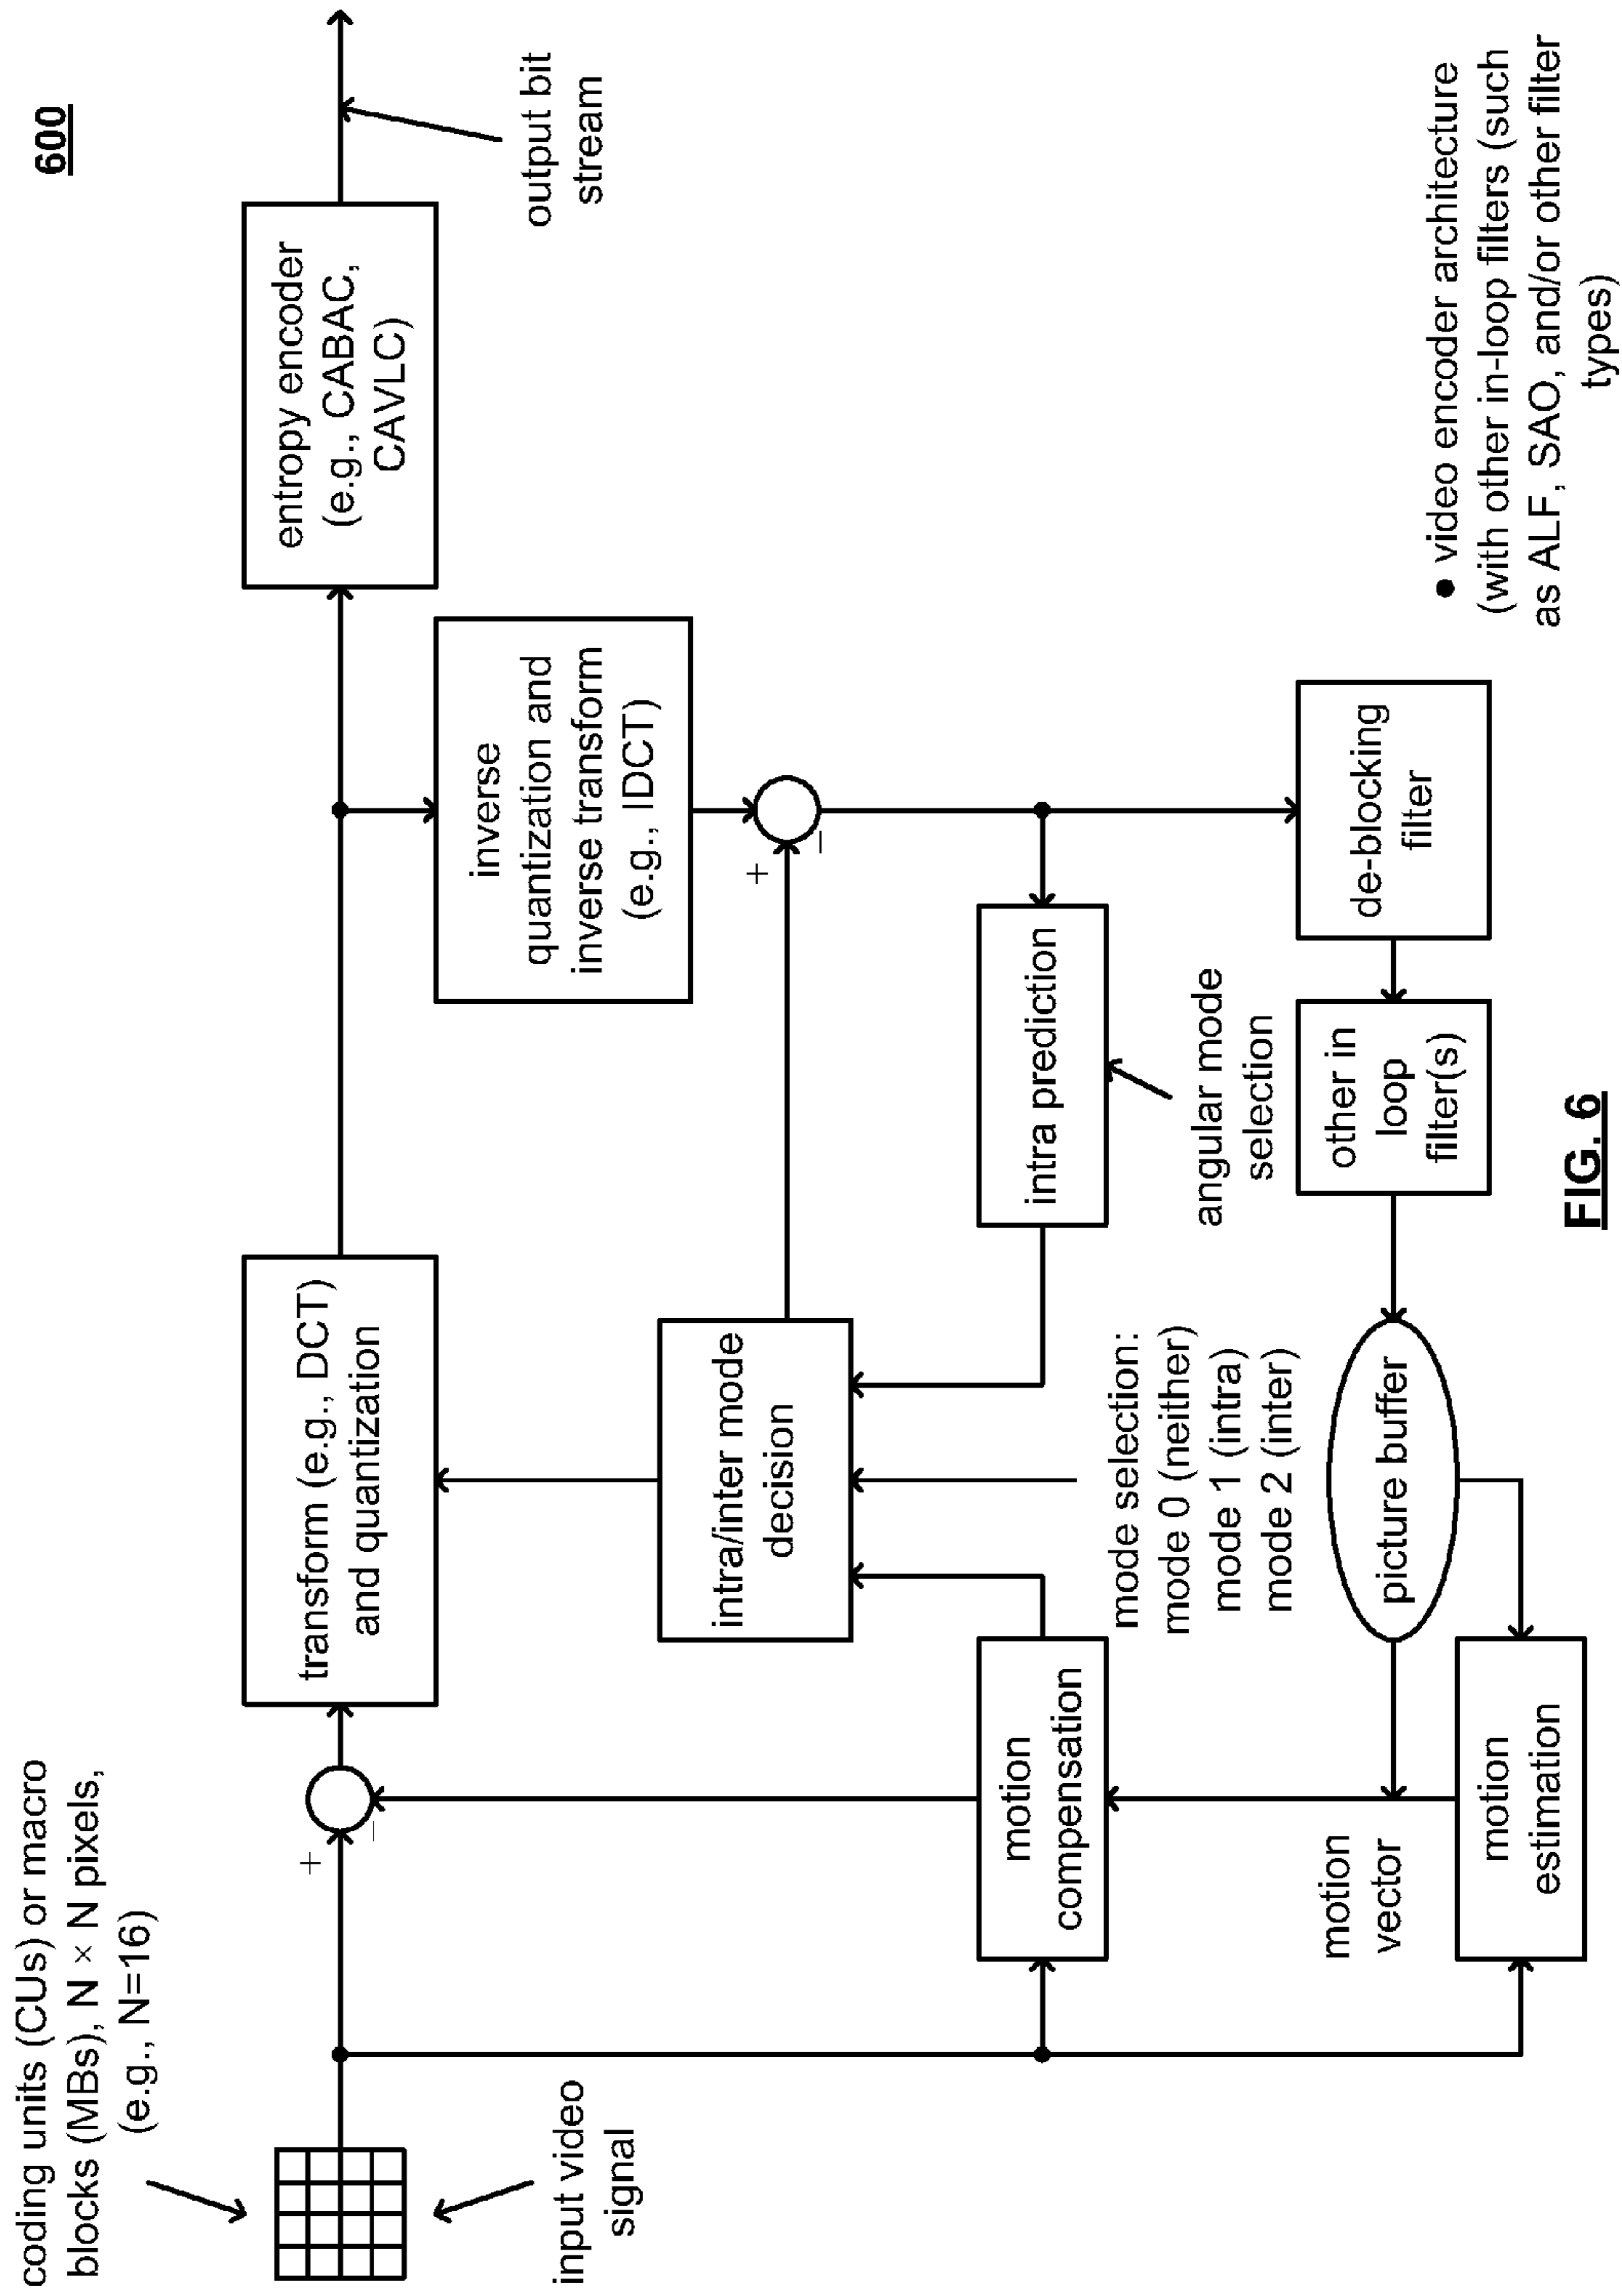 600
coding units (CUs) or macro
blocks (MBs), N × N pixels,
(e.g., N=16)
input video
signal
+
−
transform (e.g., DCT)
and quantization
entropy encoder
(e.g., CABAC,
CAVLC)
output bit
stream
inverse
quantization and
inverse transform
(e.g., IDCT)
+
−
intra/inter mode
decision
motion
compensation
intra prediction
angular mode
selection
mode selection:
mode 0 (neither)
mode 1 (intra)
mode 2 (inter)
motion
vector
motion
estimation
picture buffer
other in
loop
filter(s)
de-blocking
filter
• video encoder architecture
(with other in-loop filters (such
as ALF, SAO, and/or other filter
types)
FIG. 6